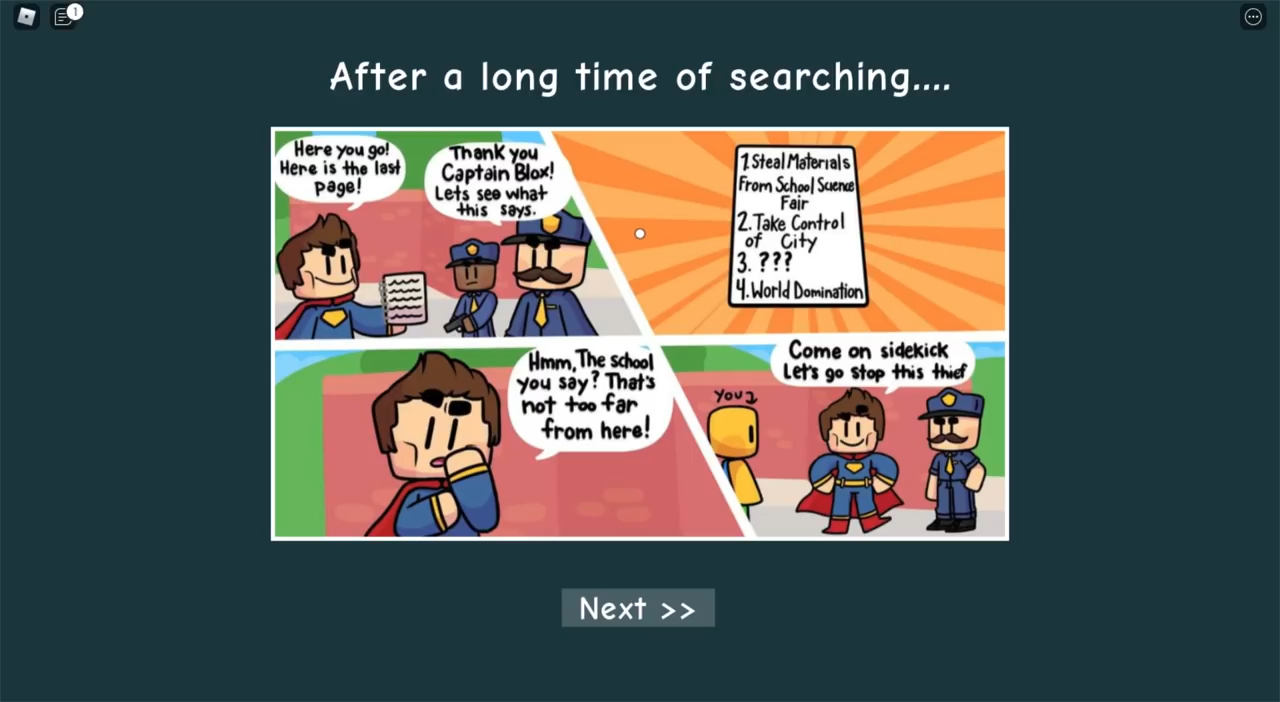 1
After a long time of searching....
Here you go!
Here is the last
page!
Thank you
Captain Blox!
Lets see what
this says.
1.Steal Materials
From School Science
Fair
2.Take Control
of City
3. ???
4.World Domination
Hmm, The school
you say? That's
not too far
from here!
Come on sidekick
Let's go stop this thief
You
Next >>